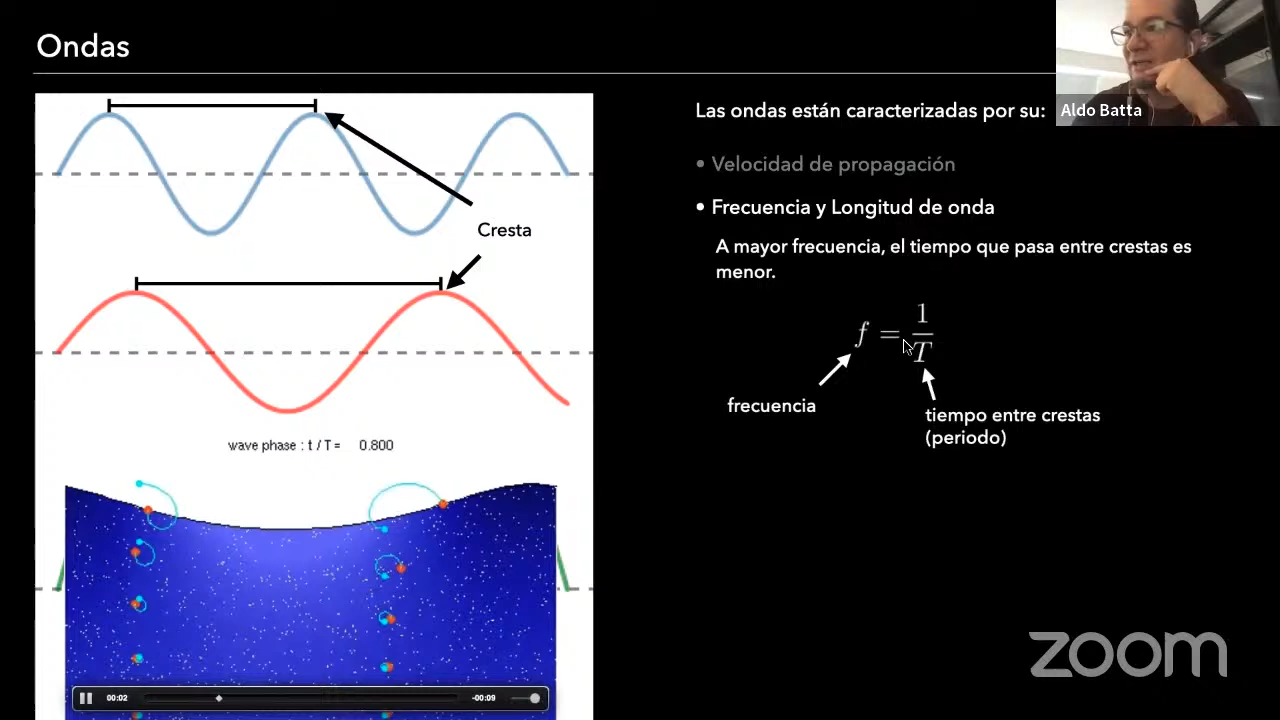 Ondas
Aldo Batta
Las ondas están caracterizadas por su:
• Velocidad de propagación
• Frecuencia y Longitud de onda
A mayor frecuencia, el tiempo que pasa entre crestas es
menor.
Cresta
f = 1/T
frecuencia
tiempo entre crestas
(periodo)
wave phase : t / T = 0.800
00:02
-00:09
zoom